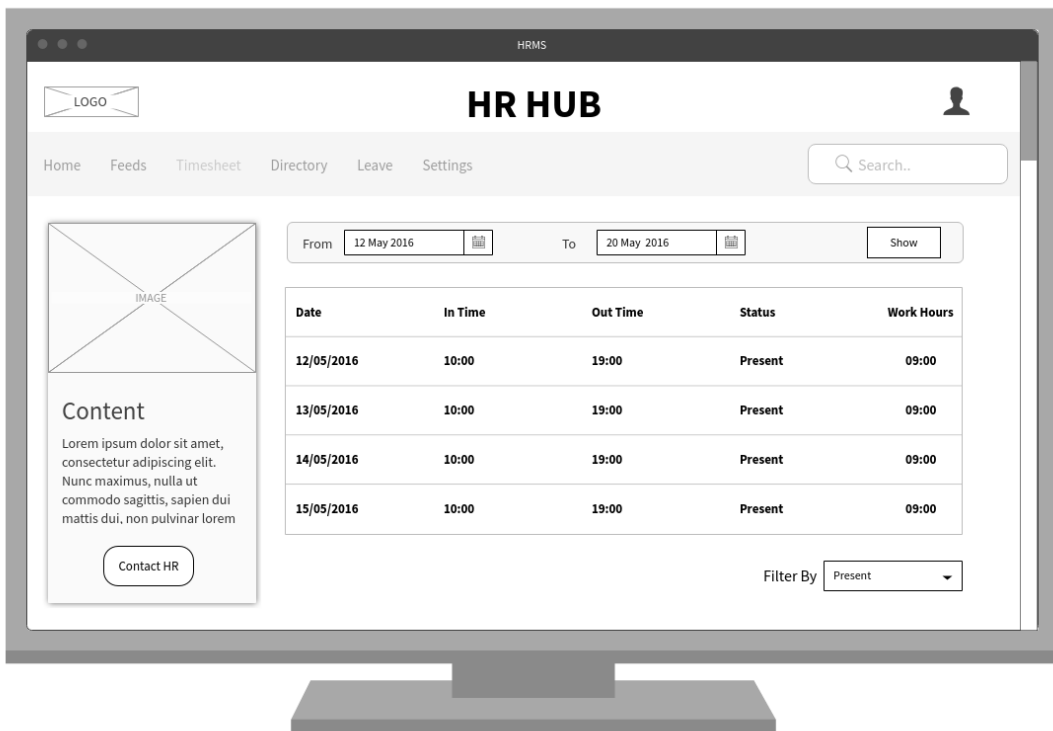 HRMS
LOGO
HR HUB
Home Feeds Timesheet Directory Leave Settings Search..
IMAGE
Content
Lorem ipsum dolor sit amet,
consectetur adipiscing elit.
Nunc maximus, nulla ut
commodo sagittis, sapien dui
mattis dui, non pulvinar lorem
Contact HR
From 12 May 2016 To 20 May 2016 Show
Date In Time Out Time Status Work Hours
12/05/2016 10:00 19:00 Present 09:00
13/05/2016 10:00 19:00 Present 09:00
14/05/2016 10:00 19:00 Present 09:00
15/05/2016 10:00 19:00 Present 09:00
Filter By Present